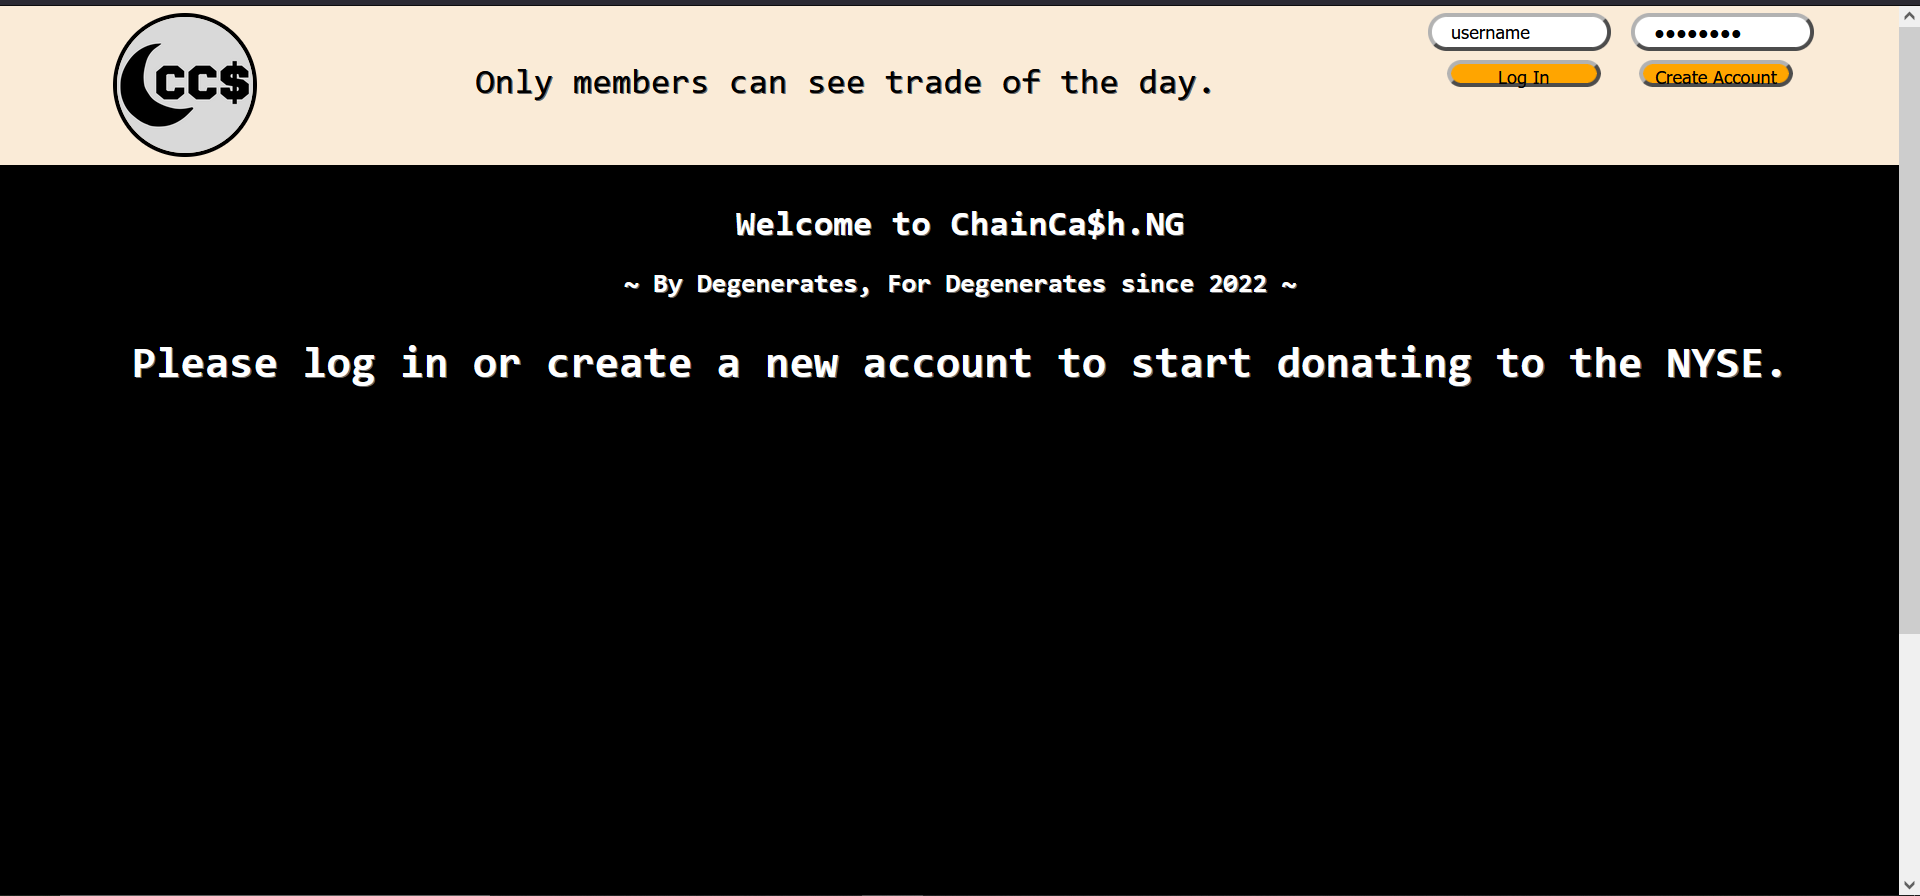 CC$
Only members can see trade of the day.
username
••••••••
Log In
Create Account
Welcome to ChainCa$h.NG
~ By Degenerates, For Degenerates since 2022 ~
Please log in or create a new account to start donating to the NYSE.